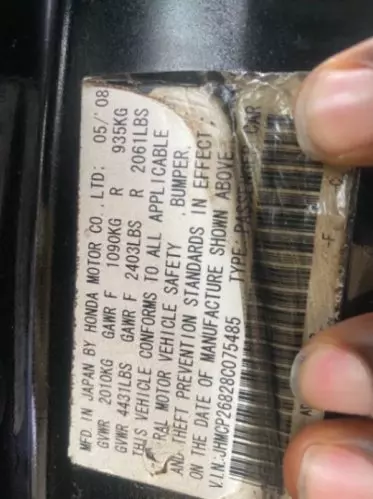 MFD. IN JAPAN BY HONDA MOTOR CO., LTD; 05/'08
GVWR 2010KG GAWR F 1090KG R 935KG
GVWR 4431LBS GAWR F 2403LBS R 2061LBS
THIS VEHICLE CONFORMS TO ALL APPLICABLE
RAL MOTOR VEHICLE SAFETY , BUMPER,
AND THEFT PREVENTION STANDARDS IN EFFECT
ON THE DATE OF MANUFACTURE SHOWN ABOVE.
V.I.N.:JHMCP26828C075485 TYPE:PASSENGER CAR